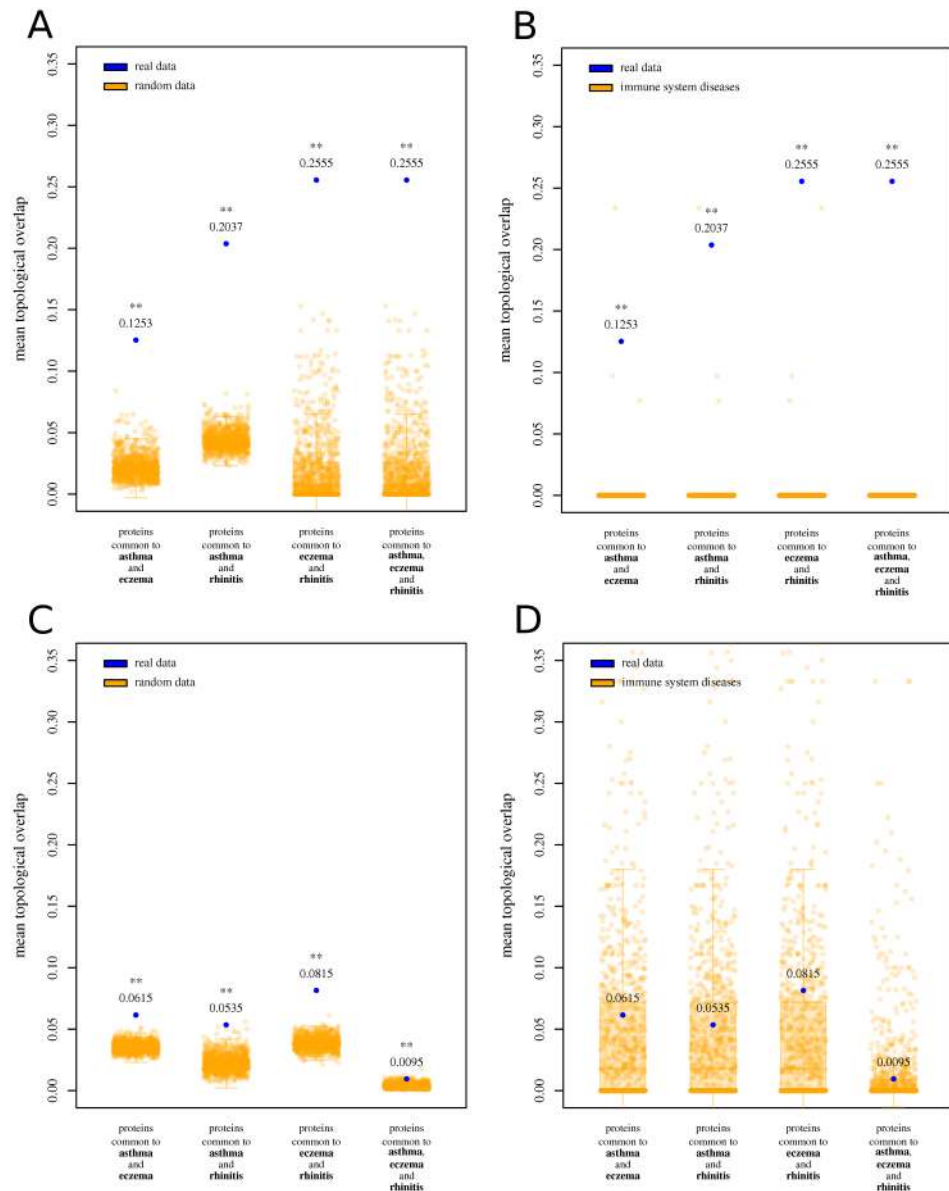 A
mean topological overlap
0.35
0.30
0.25
0.20
0.15
0.10
0.05
0.00
real data
random data
**
0.1253
**
0.2037
**
0.2555
**
0.2555
proteins
common to
asthma
and
eczema
proteins
common to
asthma
and
rhinitis
proteins
common to
eczema
and
rhinitis
proteins
common to
asthma,
eczema
and
rhinitis
B
mean topological overlap
0.35
0.30
0.25
0.20
0.15
0.10
0.05
0.00
real data
immune system diseases
**
0.1253
**
0.2037
**
0.2555
**
0.2555
proteins
common to
asthma
and
eczema
proteins
common to
asthma
and
rhinitis
proteins
common to
eczema
and
rhinitis
proteins
common to
asthma,
eczema
and
rhinitis
C
mean topological overlap
0.35
0.30
0.25
0.20
0.15
0.10
0.05
0.00
real data
random data
**
0.0615
**
0.0535
**
0.0815
**
0.0095
proteins
common to
asthma
and
eczema
proteins
common to
asthma
and
rhinitis
proteins
common to
eczema
and
rhinitis
proteins
common to
asthma,
eczema
and
rhinitis
D
mean topological overlap
0.35
0.30
0.25
0.20
0.15
0.10
0.05
0.00
real data
immune system diseases
0.0615
0.0535
0.0815
0.0095
proteins
common to
asthma
and
eczema
proteins
common to
asthma
and
rhinitis
proteins
common to
eczema
and
rhinitis
proteins
common to
asthma,
eczema
and
rhinitis